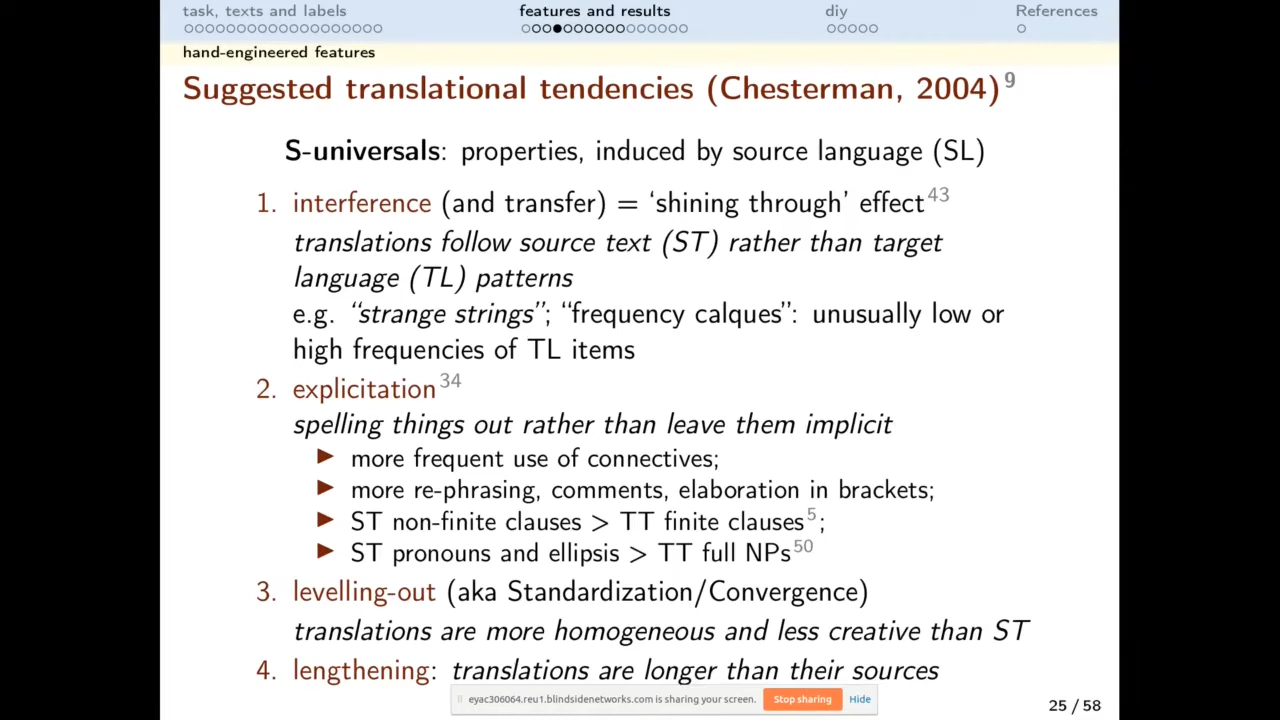 task, texts and labels features and results diy References
hand-engineered features
Suggested translational tendencies (Chesterman, 2004)9
S-universals: properties, induced by source language (SL)
1. interference (and transfer) = ‘shining through’ effect43
translations follow source text (ST) rather than target
language (TL) patterns
e.g. “strange strings”; “frequency calques”: unusually low or
high frequencies of TL items
2. explicitation34
spelling things out rather than leave them implicit
▶ more frequent use of connectives;
▶ more re-phrasing, comments, elaboration in brackets;
▶ ST non-finite clauses > TT finite clauses5;
▶ ST pronouns and ellipsis > TT full NPs50
3. levelling-out (aka Standardization/Convergence)
translations are more homogeneous and less creative than ST
4. lengthening: translations are longer than their sources
eyac306064.reu1.blindsidenetworks.com is sharing your screen. Stop sharing Hide
25 / 58